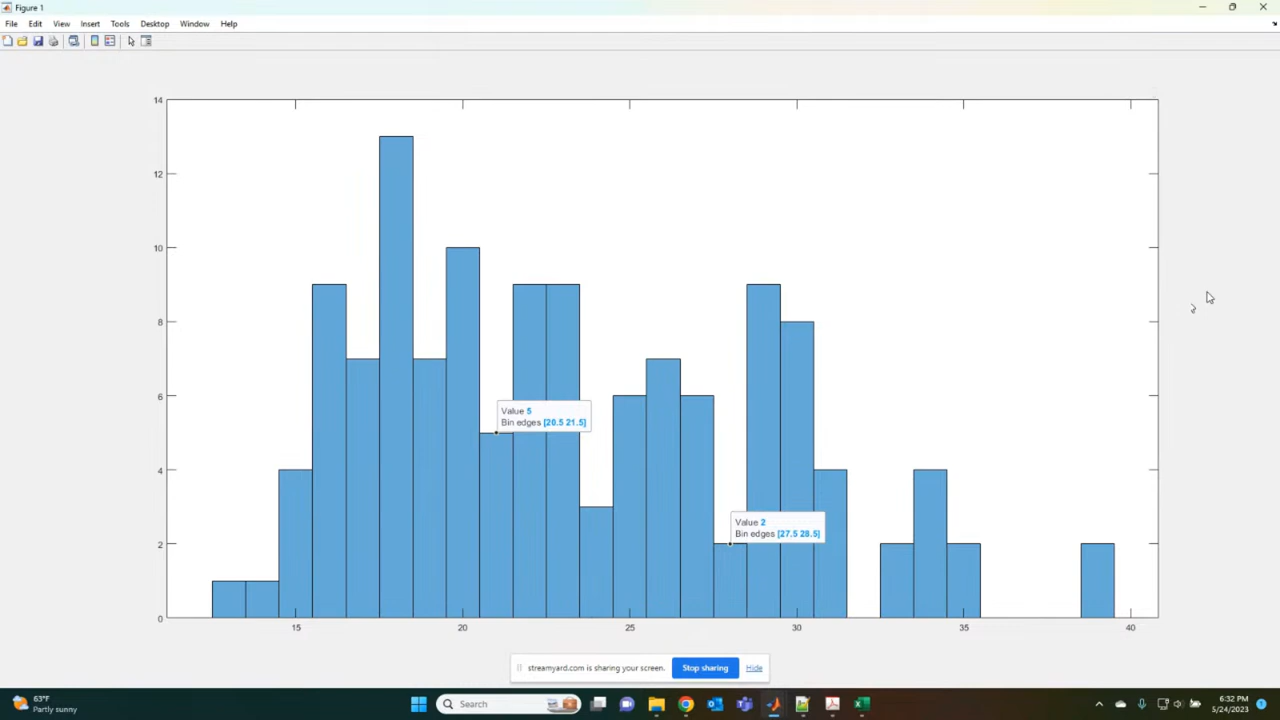 Figure 1
File Edit View Insert Tools Desktop Window Help
14
12
10
8
6
4
2
0
Value 5
Bin edges [20.5 21.5]
Value 2
Bin edges [27.5 28.5]
15 20 25 30 35 40
streamyard.com is sharing your screen. Stop sharing Hide
63°F
Partly sunny
Search
6:32 PM
5/24/2023